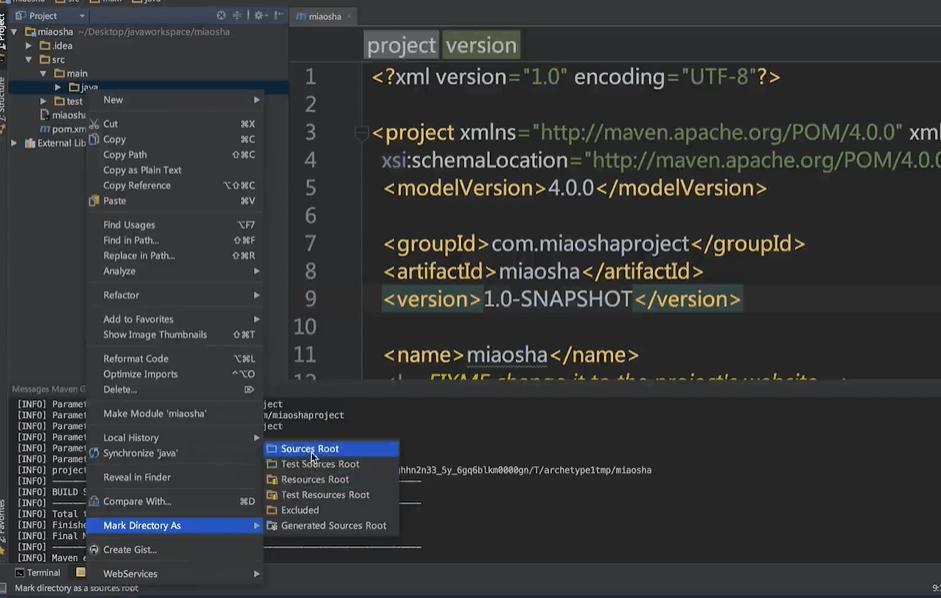 Project
miaosha
miaosha ~/Desktop/javaworkspace/miaosha
.idea
src
main
java
test
miaosha
pom.xm
External Lib
New
Cut ⌘X
Copy ⌘C
Copy Path ⇧⌘C
Copy as Plain Text
Copy Reference ⌥⇧⌘C
Paste ⌘V
Find Usages ⌥F7
Find in Path... ⇧⌘F
Replace in Path... ⇧⌘R
Analyze
Refactor
Add to Favorites
Show Image Thumbnails ⇧⌘T
Reformat Code ⌥⌘L
Optimize Imports ^⌥O
Delete... ⌦
Make Module 'miaosha'
Local History
Synchronize 'java'
Reveal in Finder
Compare With... ⌘D
Mark Directory As
Create Gist...
WebServices
Sources Root
Test Sources Root
Resources Root
Test Resources Root
Excluded
Generated Sources Root
project version
1 <?xml version="1.0" encoding="UTF-8"?>
2
3 <project xmlns="http://maven.apache.org/POM/4.0.0" xml
4 xsi:schemaLocation="http://maven.apache.org/POM/4.0.0
5 <modelVersion>4.0.0</modelVersion>
6
7 <groupId>com.miaoshaproject</groupId>
8 <artifactId>miaosha</artifactId>
9 <version>1.0-SNAPSHOT</version>
10
11 <name>miaosha</name>
12 <!-- FIXME change it to the project's website -->
Messages Maven G
[INFO] Paramet ject
[INFO] Paramet m/miaoshaproject
[INFO] Paramet ject
[INFO] Paramet
[INFO] Paramet
[INFO] Paramet
[INFO] project ghhn2n33_5y_6gq6blkm0000gn/T/archetype1tmp/miaosha
[INFO]
[INFO] BUILD S
[INFO]
[INFO] Total t
[INFO] Finishe
[INFO] Final M
[INFO]
[INFO] Maven e
Terminal
Mark directory as a sources root
9:
Project
Structure
Favorites